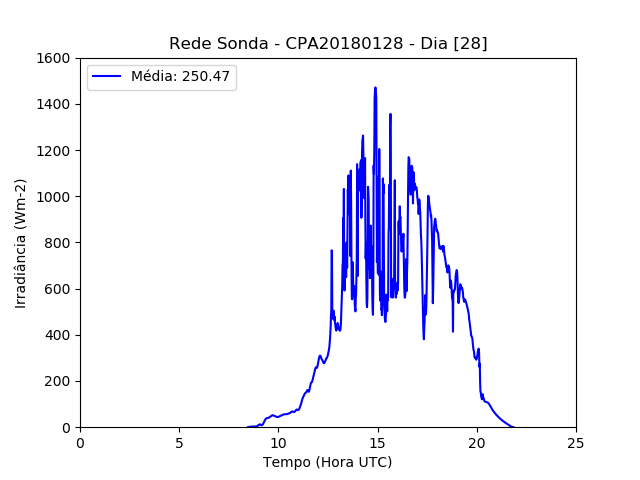 Rede Sonda - CPA20180128 - Dia [28]
Média: 250.47
Irradiância (Wm-2)
1600
1400
1200
1000
800
600
400
200
0
0 5 10 15 20 25
Tempo (Hora UTC)